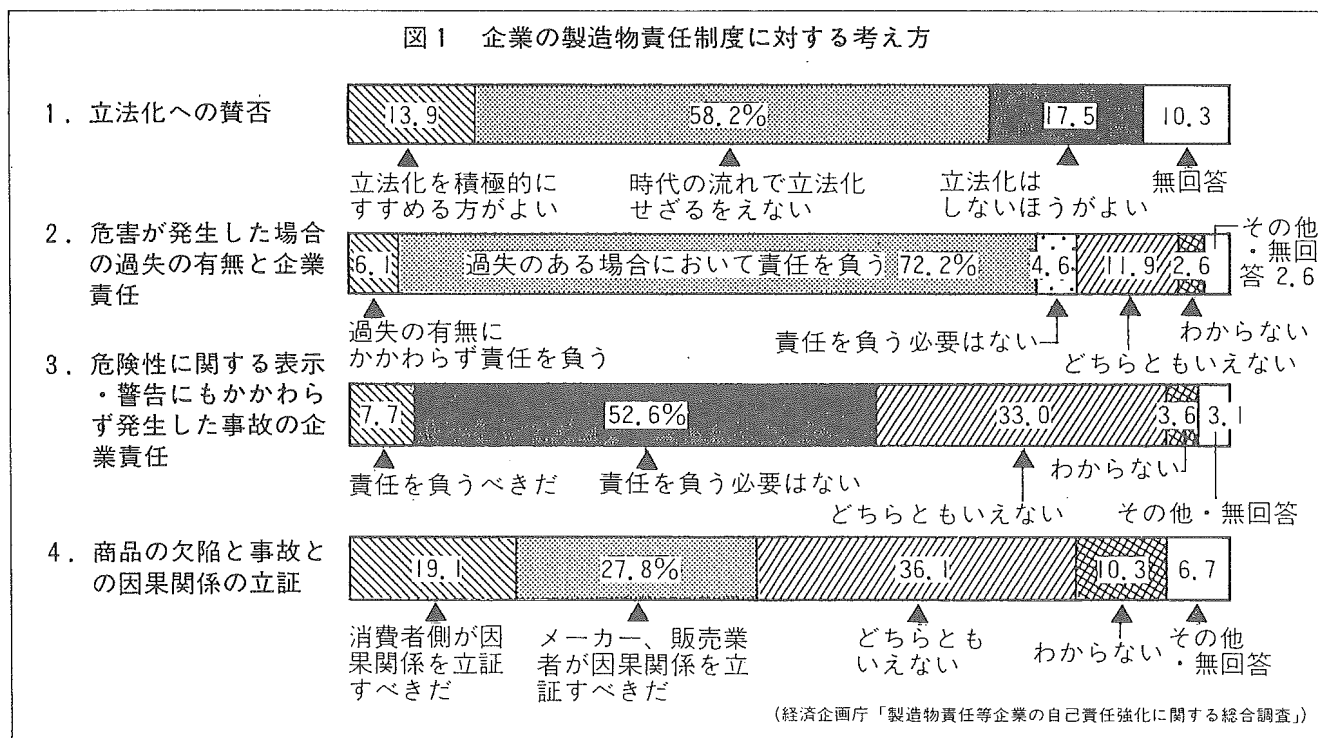 図1 企業の製造物責任制度に対する考え方
1. 立法化への賛否
13.9
58.2%
17.5
10.3
立法化を積極的に
すすめる方がよい
時代の流れで立法化
せざるをえない
立法化は
しないほうがよい
無回答
2. 危害が発生した場合
の過失の有無と企業
責任
6.1
過失のある場合において責任を負う 72.2%
4.6
11.9
2.6
その他
・無回
答 2.6
過失の有無に
かかわらず責任を負う
責任を負う必要はない
どちらともいえない
わからない
3. 危険性に関する表示
・警告にもかかわら
ず発生した事故の企
業責任
7.7
52.6%
33.0
3.6
3.1
責任を負うべきだ
責任を負う必要はない
どちらともいえない
わからない
その他・無回答
4. 商品の欠陥と事故と
の因果関係の立証
19.1
27.8%
36.1
10.3
6.7
消費者側が因
果関係を立証
すべきだ
メーカー、販売業
者が因果関係を立
証すべきだ
どちらとも
いえない
わからない
その他
・無回答
(経済企画庁「製造物責任等企業の自己責任強化に関する総合調査」)